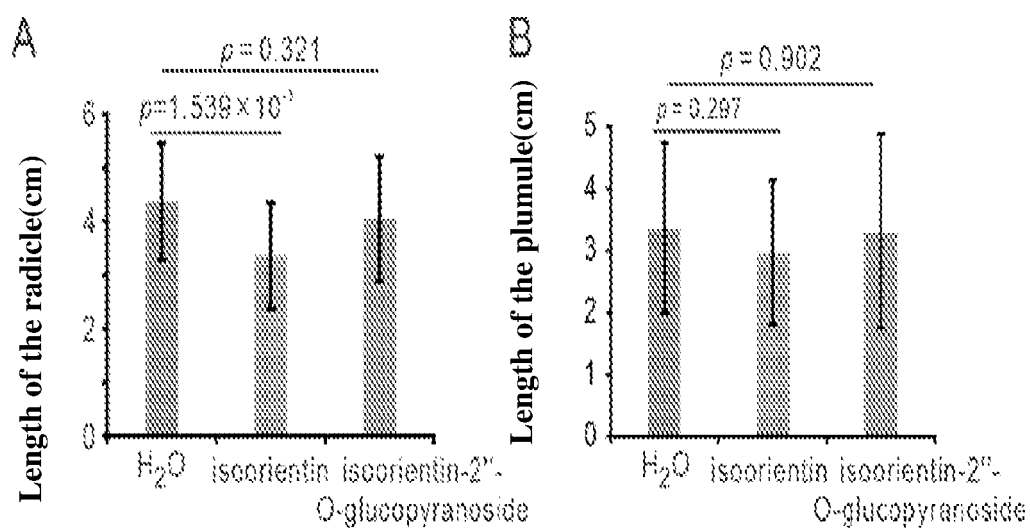 A
p = 0.321
p=1.539×10⁻³
Length of the radicle(cm)
6
4
2
0
H₂O
isoorientin
isoorientin-2"-
O-glucopyranoside
B
p = 0.902
p = 0.297
Length of the plumule(cm)
5
4
3
2
1
0
H₂O
isoorientin
isoorientin-2"-
O-glucopyranoside